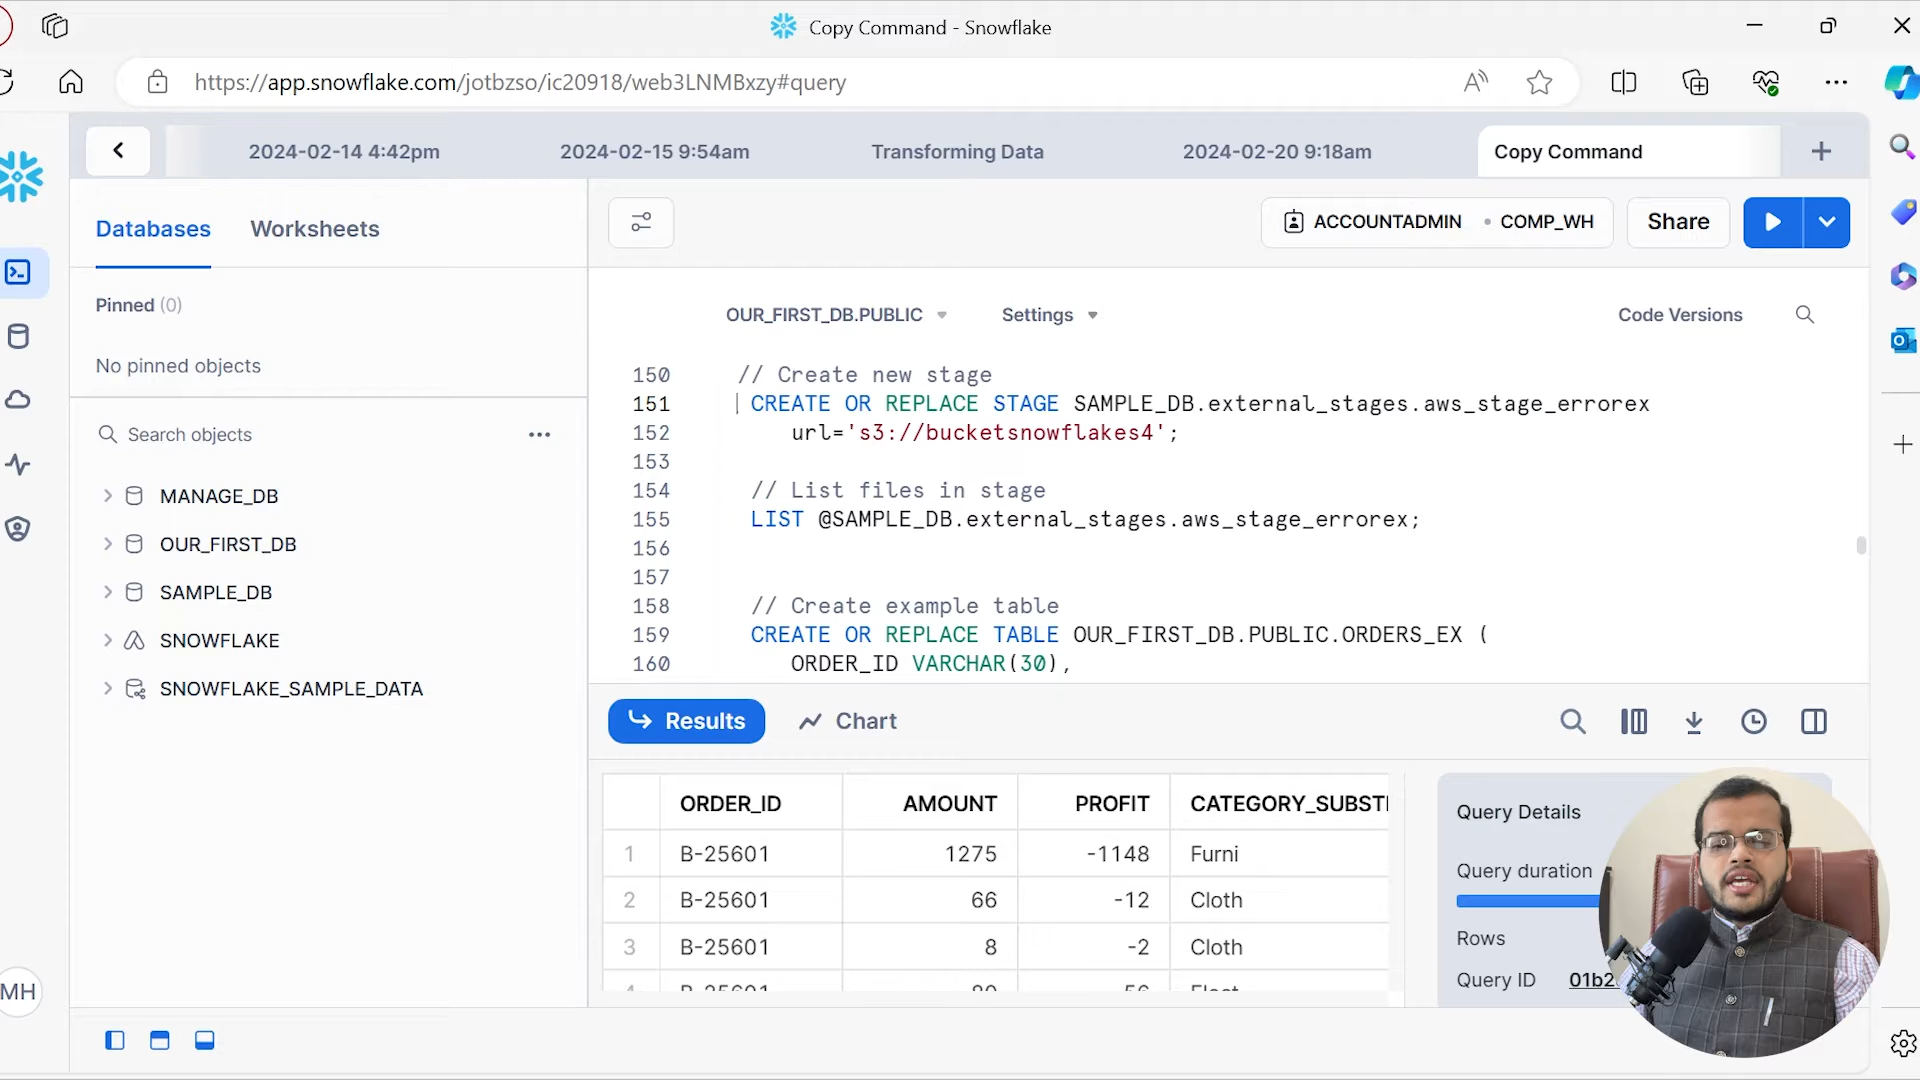 Copy Command - Snowflake
https://app.snowflake.com/jotbzso/ic20918/web3LNMBxzy#query
2024-02-14 4:42pm
2024-02-15 9:54am
Transforming Data
2024-02-20 9:18am
Copy Command
Databases
Worksheets
ACCOUNTADMIN
COMP_WH
Share
Pinned (0)
No pinned objects
Search objects
MANAGE_DB
OUR_FIRST_DB
SAMPLE_DB
SNOWFLAKE
SNOWFLAKE_SAMPLE_DATA
MH
OUR_FIRST_DB.PUBLIC
Settings
Code Versions
150 // Create new stage
151 CREATE OR REPLACE STAGE SAMPLE_DB.external_stages.aws_stage_errorex
152 url='s3://bucketsnowflakes4';
153
154 // List files in stage
155 LIST @SAMPLE_DB.external_stages.aws_stage_errorex;
156
157
158 // Create example table
159 CREATE OR REPLACE TABLE OUR_FIRST_DB.PUBLIC.ORDERS_EX (
160 ORDER_ID VARCHAR(30),
Results
Chart
ORDER_ID AMOUNT PROFIT CATEGORY_SUBST
1 B-25601 1275 -1148 Furni
2 B-25601 66 -12 Cloth
3 B-25601 8 -2 Cloth
Query Details
Query duration
Rows
Query ID 01b2